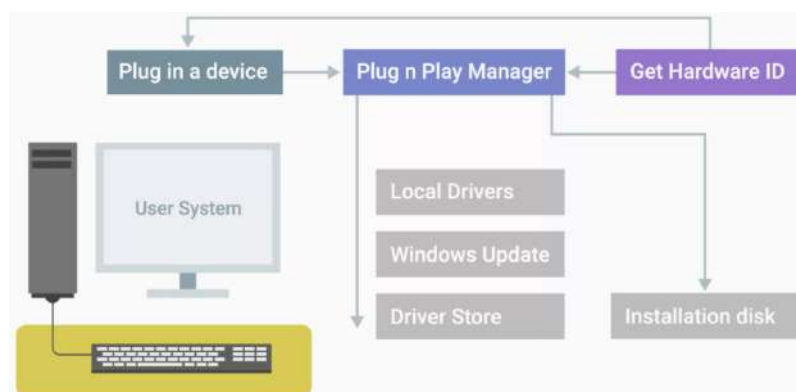 Plug in a device
Plug n Play Manager
Get Hardware ID
User System
Local Drivers
Windows Update
Driver Store
Installation disk